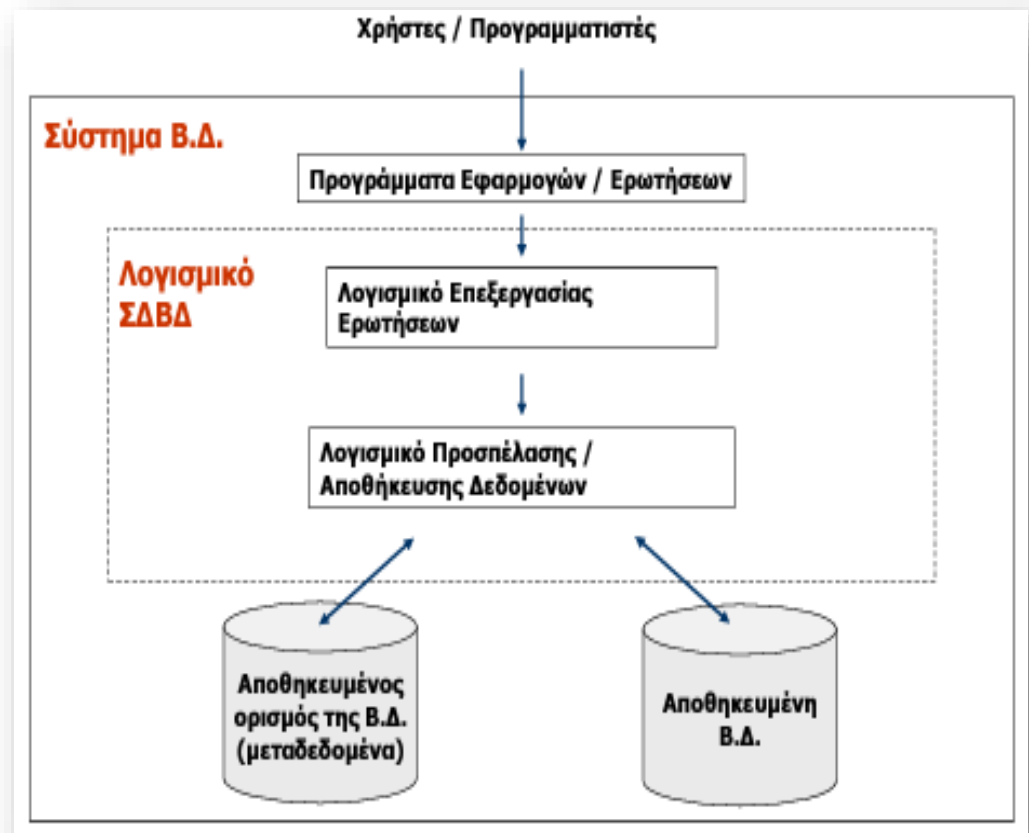 Χρήστες / Προγραμματιστές
Σύστημα Β.Δ.
Προγράμματα Εφαρμογών / Ερωτήσεων
Λογισμικό
ΣΔΒΔ
Λογισμικό Επεξεργασίας
Ερωτήσεων
Λογισμικό Προσπέλασης /
Αποθήκευσης Δεδομένων
Αποθηκευμένος
ορισμός της Β.Δ.
(μεταδεδομένα)
Αποθηκευμένη
Β.Δ.